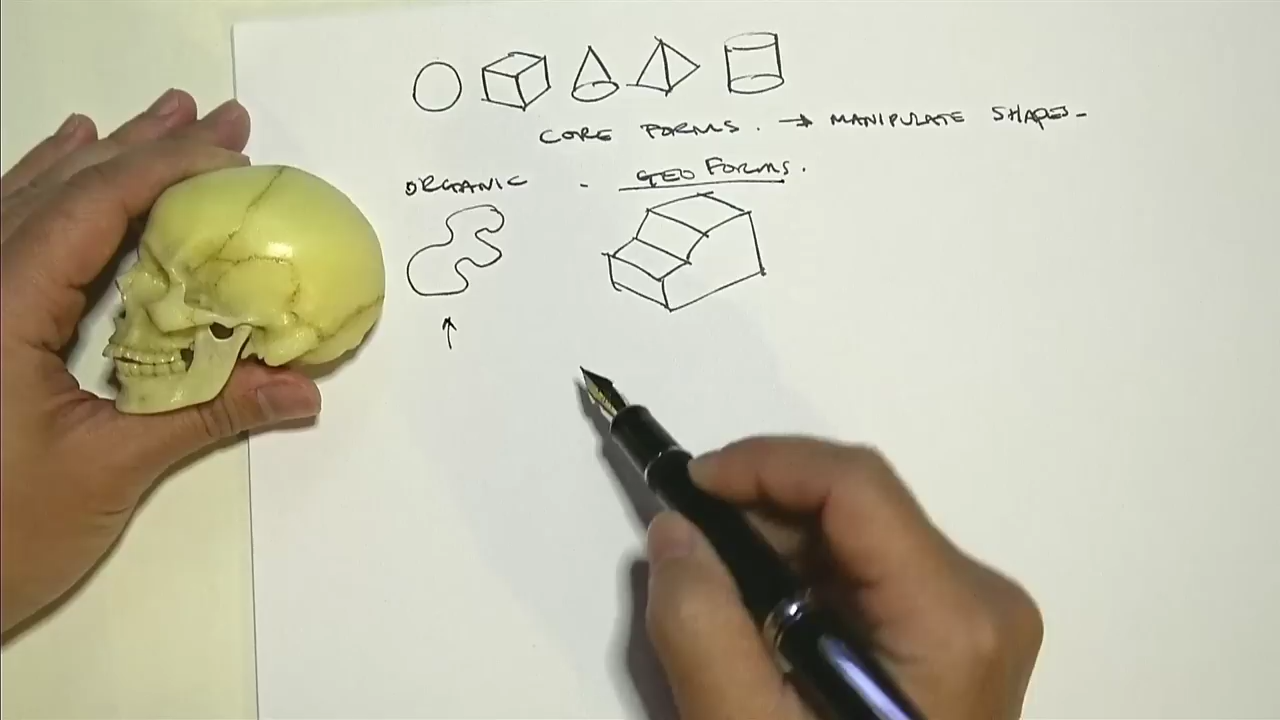 CORE FORMS. → MANIPULATE SHAPES-
ORGANIC - GEO FORMS.